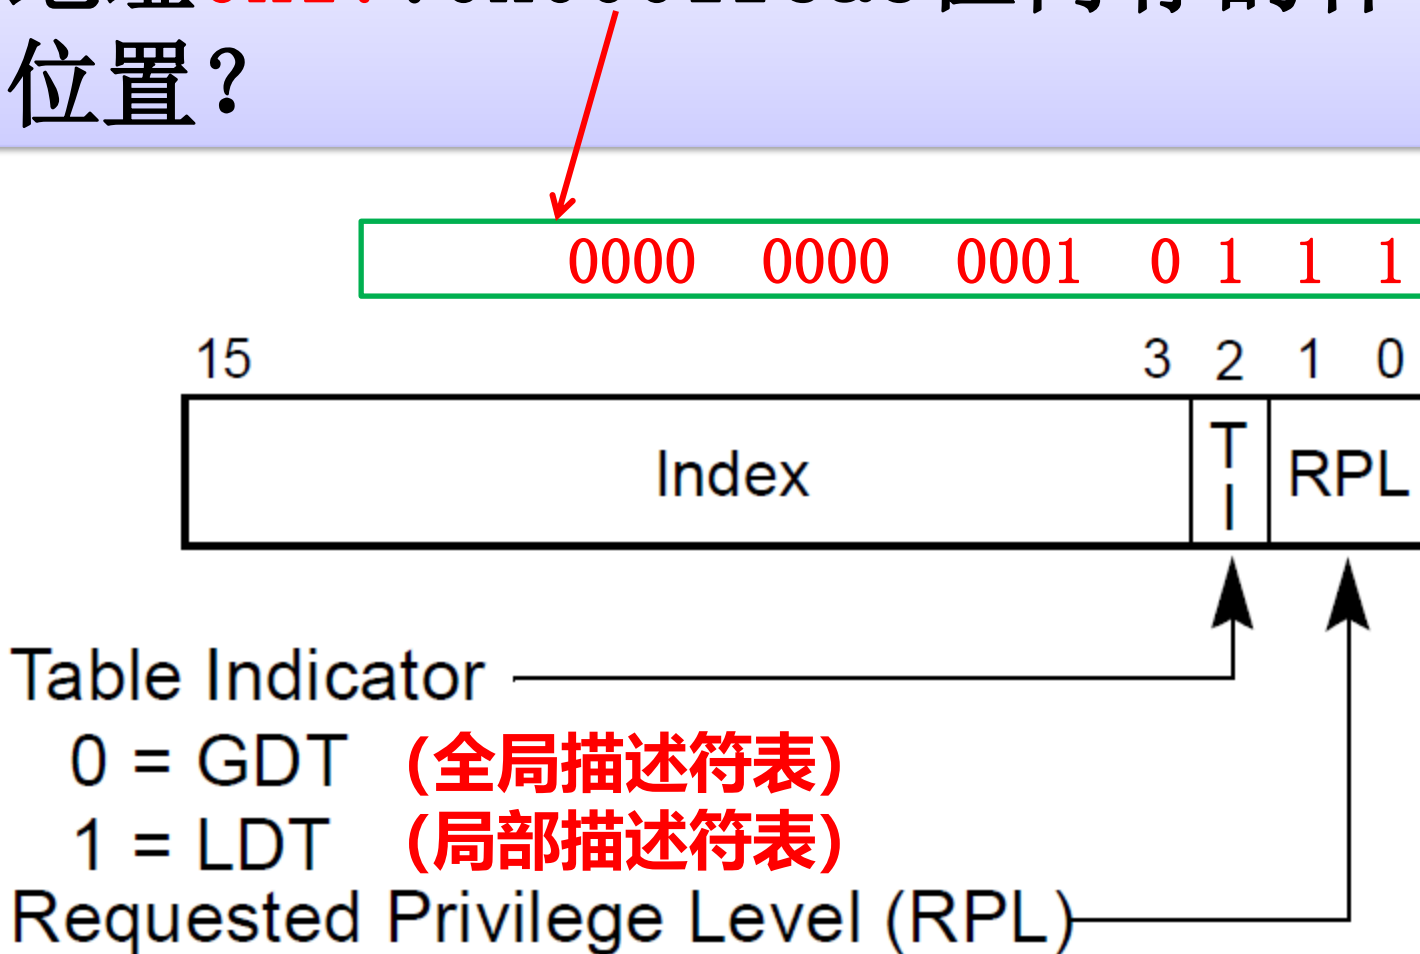 位置？
0000 0000 0001 0 1 1 1
15 3 2 1 0
Index TI RPL
Table Indicator
0 = GDT (全局描述符表)
1 = LDT (局部描述符表)
Requested Privilege Level (RPL)